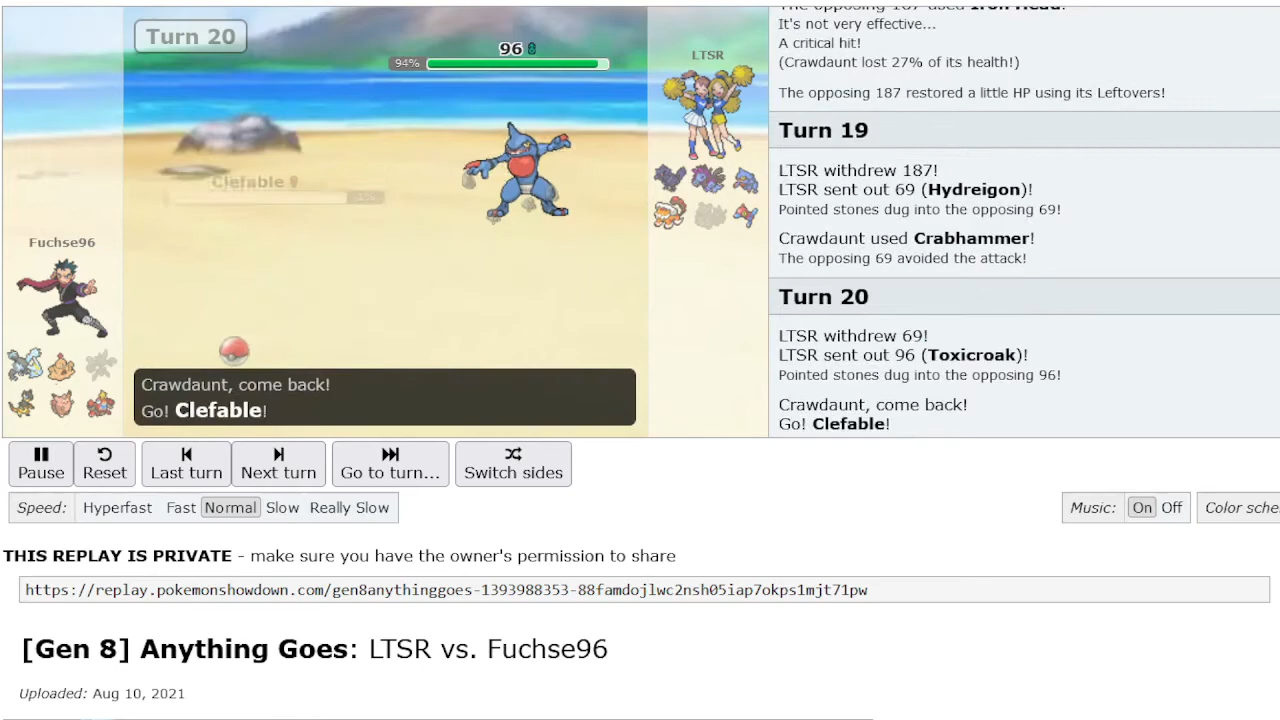 Turn 20
96
94%
LTSR
Clefable
Fuchse96
Crawdaunt, come back!
Go! Clefable!
It's not very effective...
A critical hit!
(Crawdaunt lost 27% of its health!)
The opposing 187 restored a little HP using its Leftovers!
Turn 19
LTSR withdrew 187!
LTSR sent out 69 (Hydreigon)!
Pointed stones dug into the opposing 69!
Crawdaunt used Crabhammer!
The opposing 69 avoided the attack!
Turn 20
LTSR withdrew 69!
LTSR sent out 96 (Toxicroak)!
Pointed stones dug into the opposing 96!
Crawdaunt, come back!
Go! Clefable!
Pause
Reset
Last turn
Next turn
Go to turn...
Switch sides
Speed: Hyperfast Fast Normal Slow Really Slow
Music: On Off
Color sche
THIS REPLAY IS PRIVATE - make sure you have the owner's permission to share
https://replay.pokemonshowdown.com/gen8anythinggoes-1393988353-88famdojlwc2nsh05iap7okps1mjt71pw
[Gen 8] Anything Goes: LTSR vs. Fuchse96
Uploaded: Aug 10, 2021